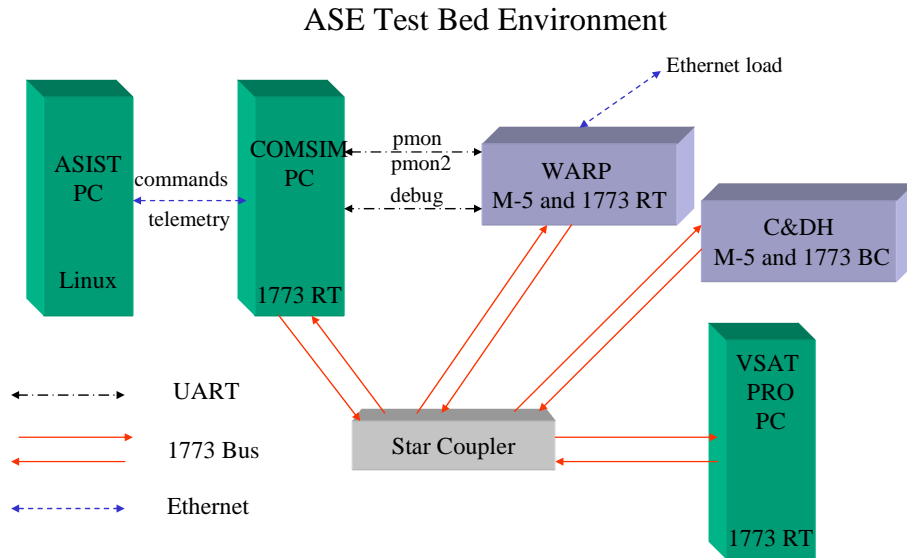 ASE Test Bed Environment
Ethernet load
ASIST
PC
Linux
commands
telemetry
COMSIM
PC
1773 RT
pmon
pmon2
debug
WARP
M-5 and 1773 RT
C&DH
M-5 and 1773 BC
VSAT
PRO
PC
1773 RT
Star Coupler
UART
1773 Bus
Ethernet